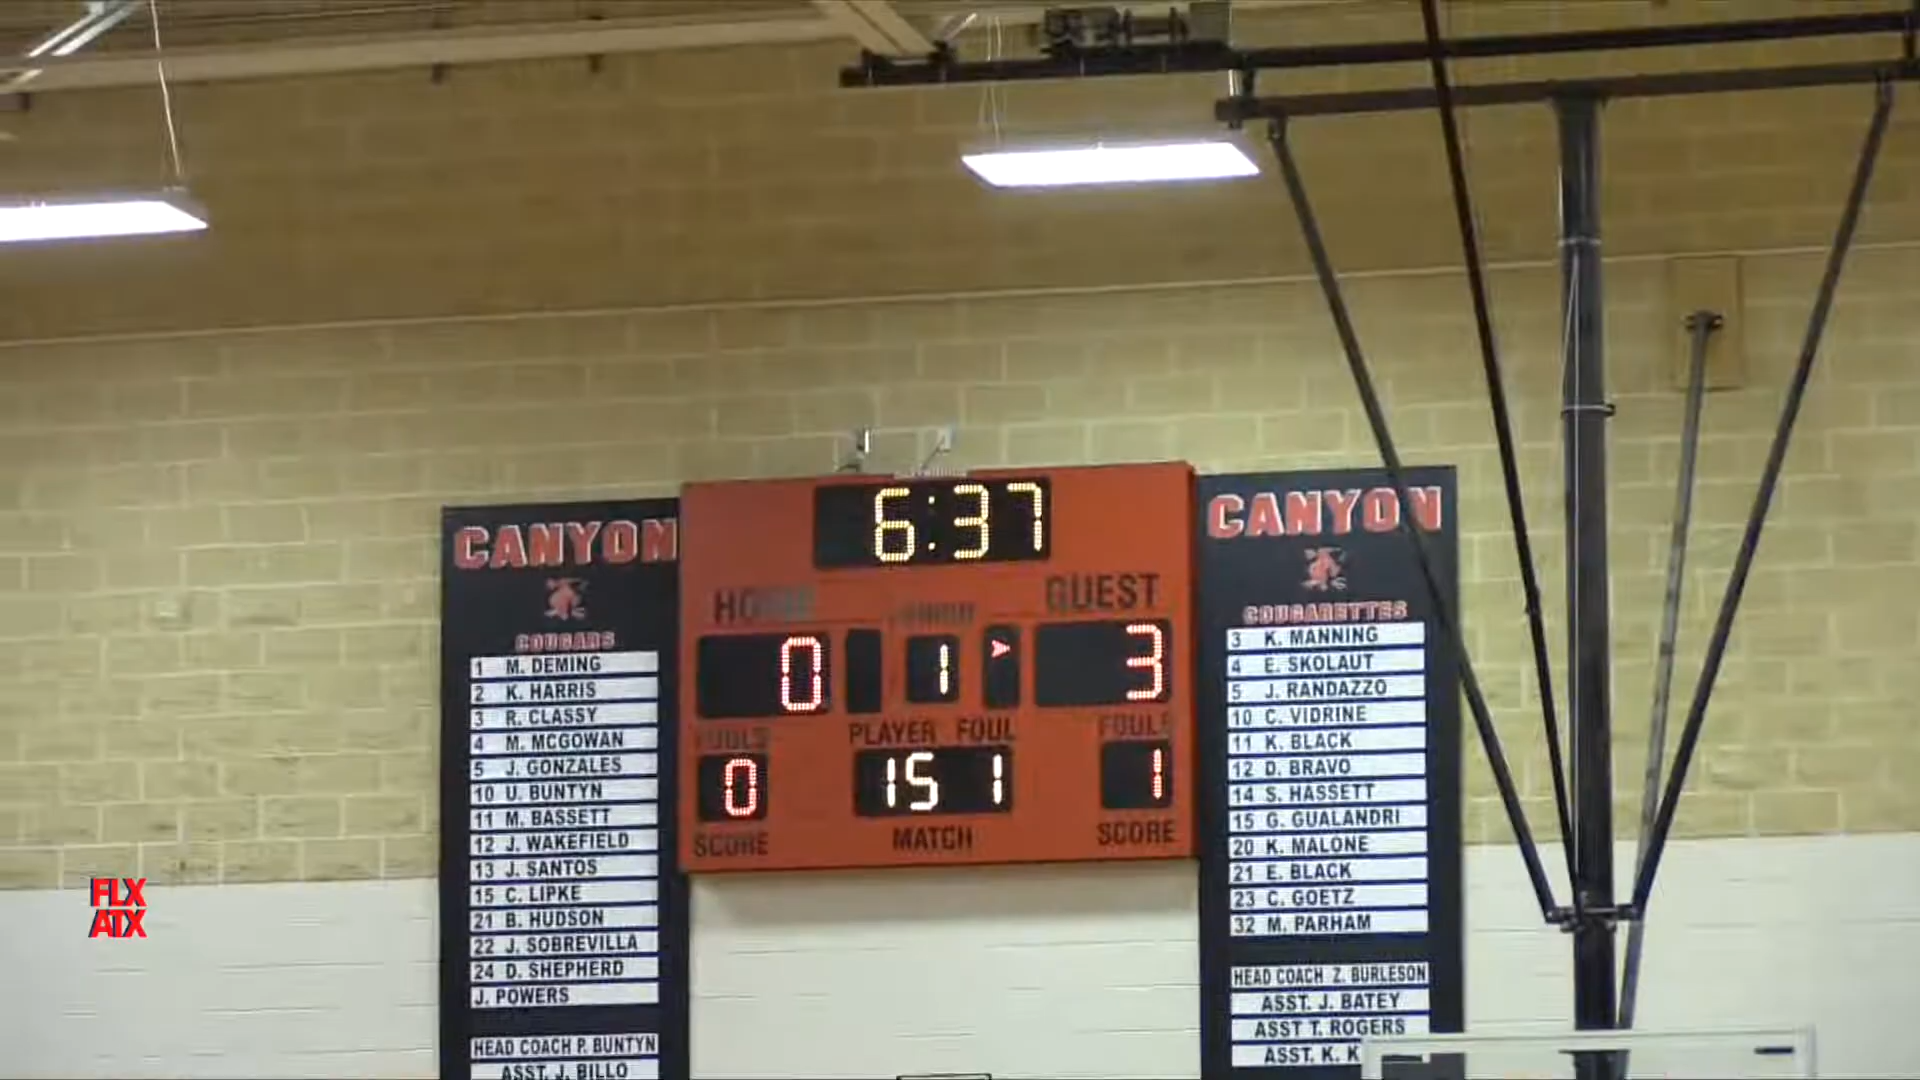 CANYON
COUGARS
1 M. DEMING
2 K. HARRIS
3 R. CLASSY
4 M. MCGOWAN
5 J. GONZALES
10 U. BUNTYN
11 M. BASSETT
12 J. WAKEFIELD
13 J. SANTOS
15 C. LIPKE
21 B. HUDSON
22 J. SOBREVILLA
24 D. SHEPHERD
J. POWERS
HEAD COACH P. BUNTYN
ASST. J. BILLO
6:37
HOME GUEST
PERIOD
0 1 3
FOULS PLAYER FOUL FOULS
0 15 1 1
SCORE MATCH SCORE
CANYON
COUGARETTES
3 K. MANNING
4 E. SKOLAUT
5 J. RANDAZZO
10 C. VIDRINE
11 K. BLACK
12 D. BRAVO
14 S. HASSETT
15 G. GUALANDRI
20 K. MALONE
21 E. BLACK
23 C. GOETZ
32 M. PARHAM
HEAD COACH Z. BURLESON
ASST. J. BATEY
ASST T. ROGERS
ASST. K. K
FLX
ATX